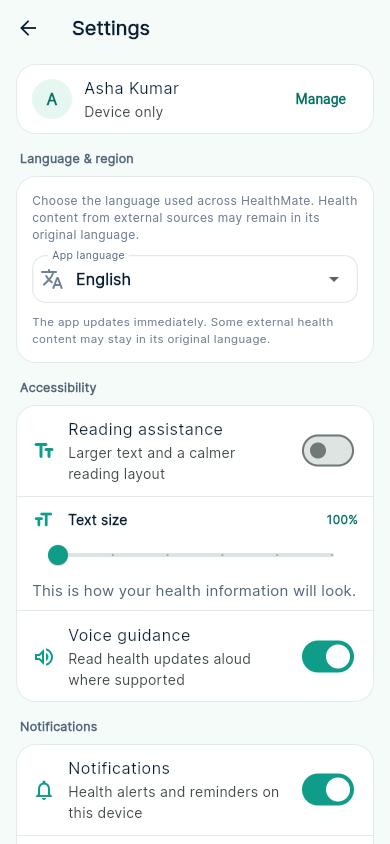 Settings
A
Asha Kumar
Device only
Manage
Language & region
Choose the language used across HealthMate. Health
content from external sources may remain in its
original language.
App language
English
The app updates immediately. Some external health
content may stay in its original language.
Accessibility
Reading assistance
Larger text and a calmer
reading layout
Text size
100%
This is how your health information will look.
Voice guidance
Read health updates aloud
where supported
Notifications
Notifications
Health alerts and reminders on
this device